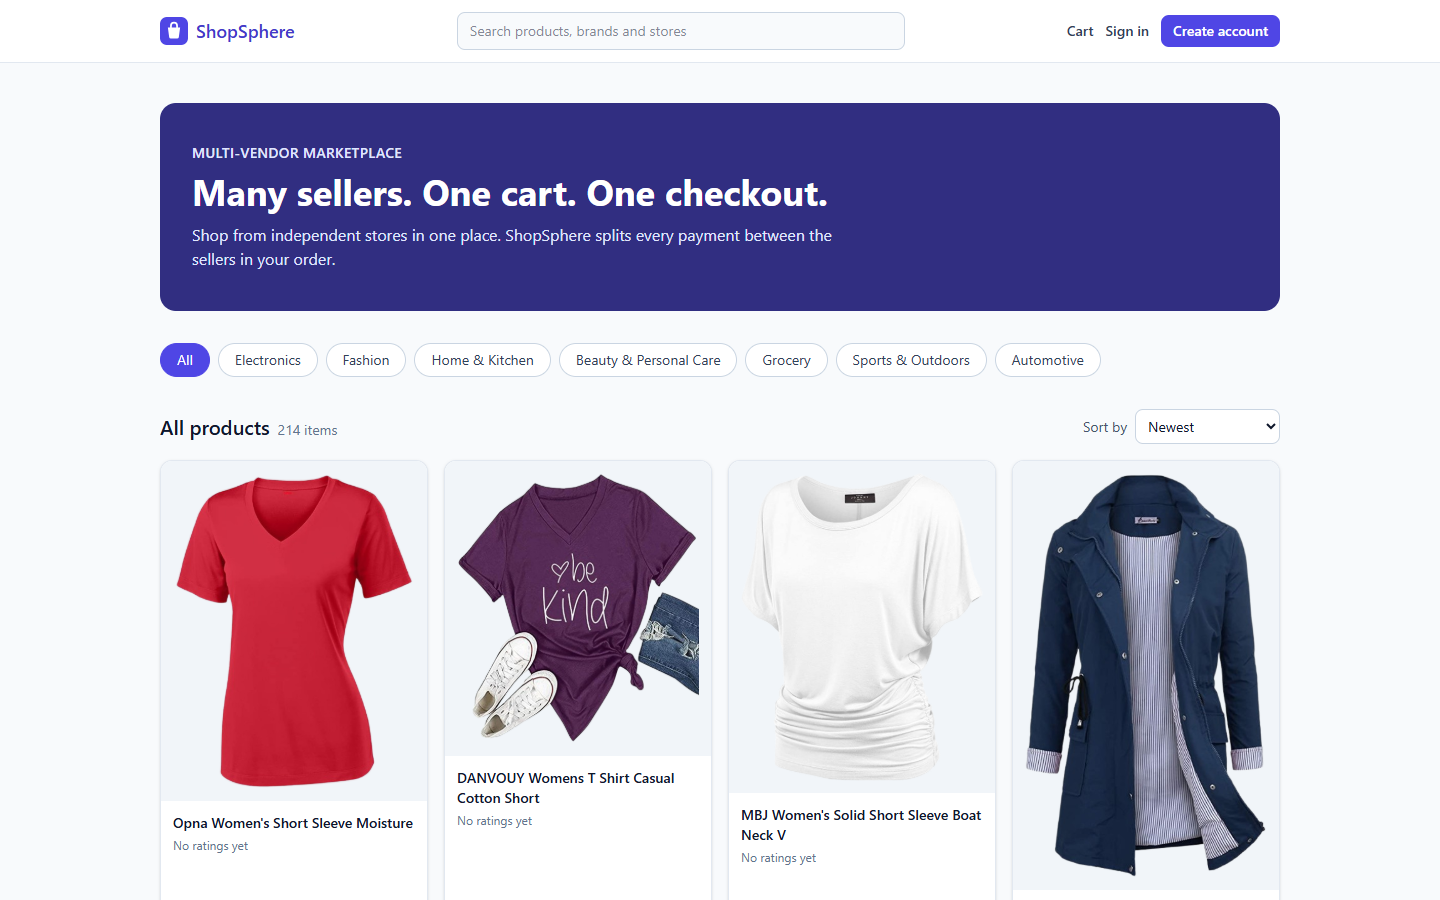 ShopSphere
Search products, brands and stores
Cart
Sign in
Create account
MULTI-VENDOR MARKETPLACE
Many sellers. One cart. One checkout.
Shop from independent stores in one place. ShopSphere splits every payment between the
sellers in your order.
All
Electronics
Fashion
Home & Kitchen
Beauty & Personal Care
Grocery
Sports & Outdoors
Automotive
All products
214 items
Sort by
Newest
be
kind
Opna Women's Short Sleeve Moisture
No ratings yet
DANVOUY Womens T Shirt Casual
Cotton Short
No ratings yet
MBJ Women's Solid Short Sleeve Boat
Neck V
No ratings yet